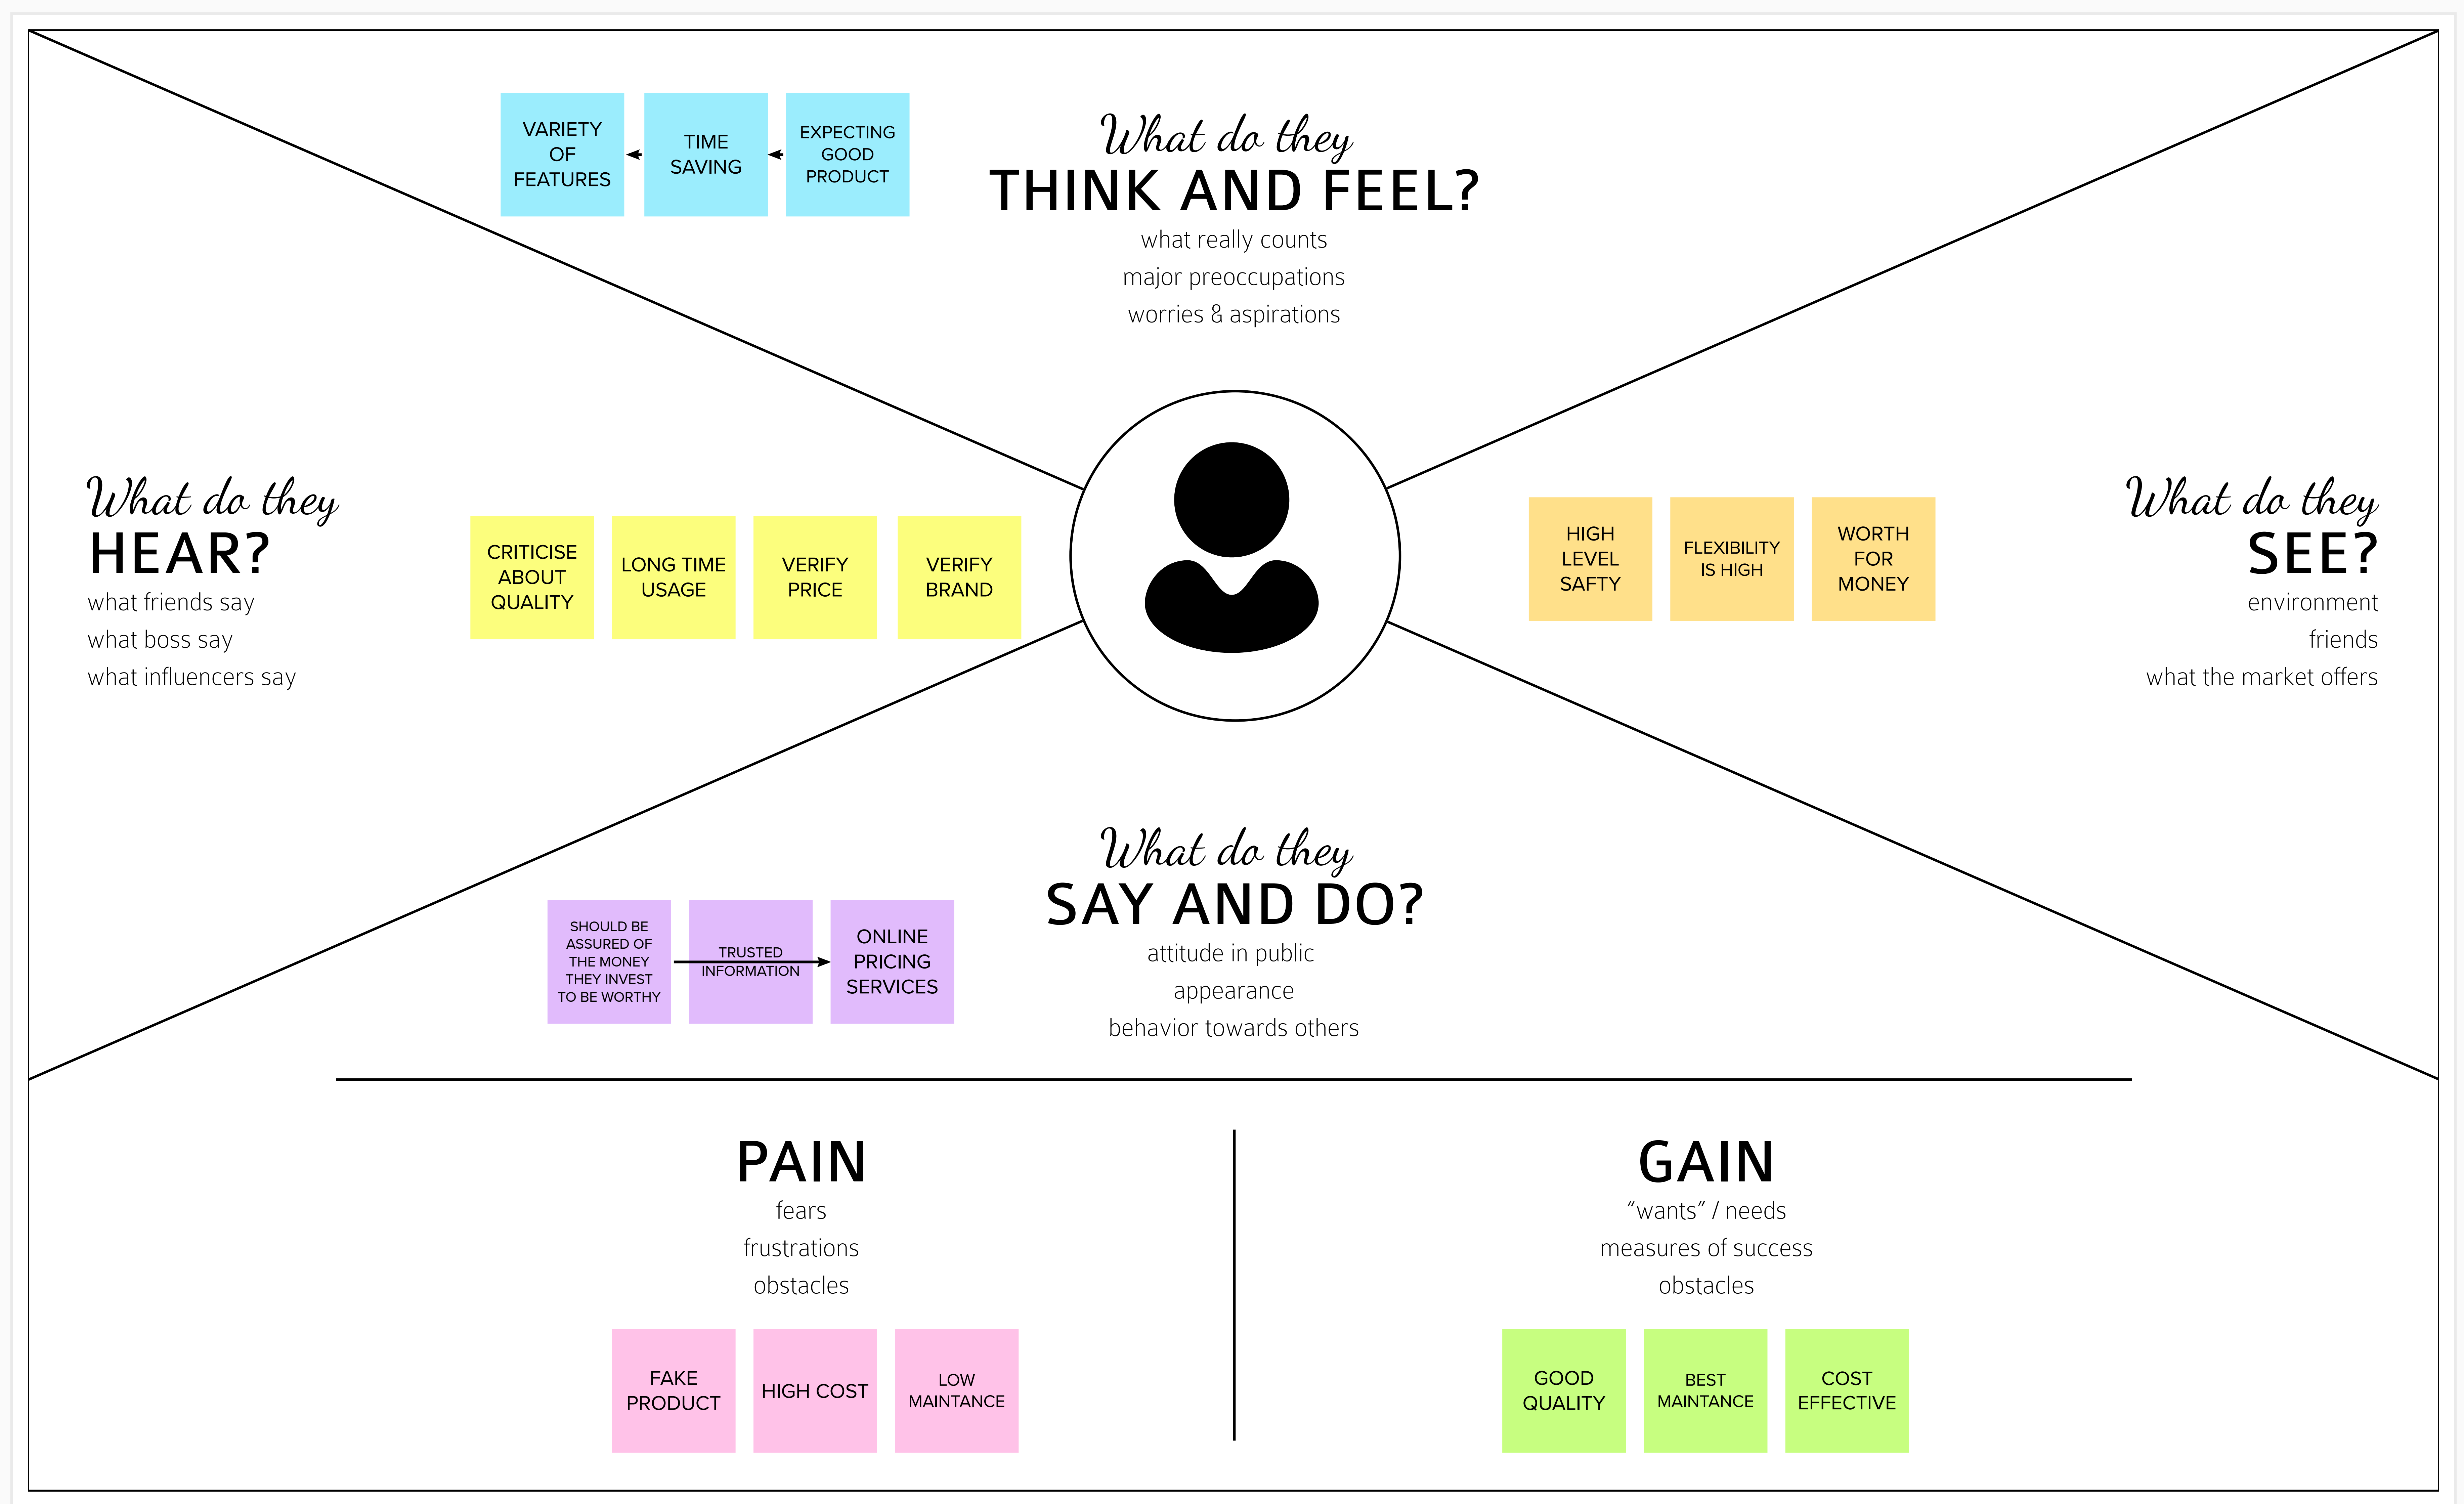 VARIETY
OF
FEATURES
TIME
SAVING
EXPECTING
GOOD
PRODUCT
What do they
THINK AND FEEL?
what really counts
major preoccupations
worries & aspirations
What do they
HEAR?
what friends say
what boss say
what influencers say
CRITICISE
ABOUT
QUALITY
LONG TIME
USAGE
VERIFY
PRICE
VERIFY
BRAND
HIGH
LEVEL
SAFTY
FLEXIBILITY
IS HIGH
WORTH
FOR
MONEY
What do they
SEE?
environment
friends
what the market offers
What do they
SAY AND DO?
attitude in public
appearance
behavior towards others
SHOULD BE
ASSURED OF
THE MONEY
THEY INVEST
TO BE WORTHY
TRUSTED
INFORMATION
ONLINE
PRICING
SERVICES
PAIN
fears
frustrations
obstacles
FAKE
PRODUCT
HIGH COST
LOW
MAINTANCE
GAIN
“wants” / needs
measures of success
obstacles
GOOD
QUALITY
BEST
MAINTANCE
COST
EFFECTIVE